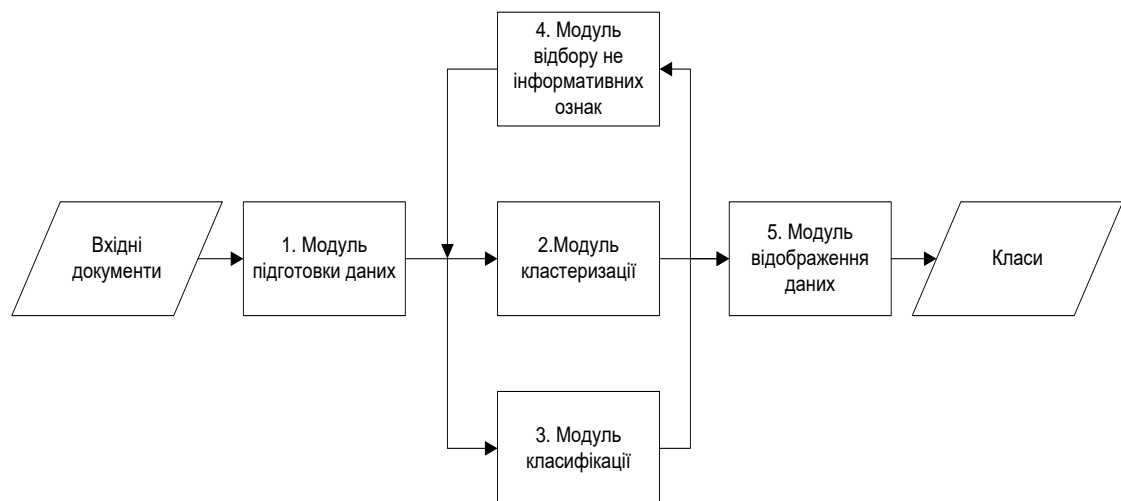 4. Модуль
відбору не
інформативних
ознак
Вхідні
документи
1. Модуль
підготовки даних
2.Модуль
кластеризації
5. Модуль
відображення
даних
Класи
3. Модуль
класифікації